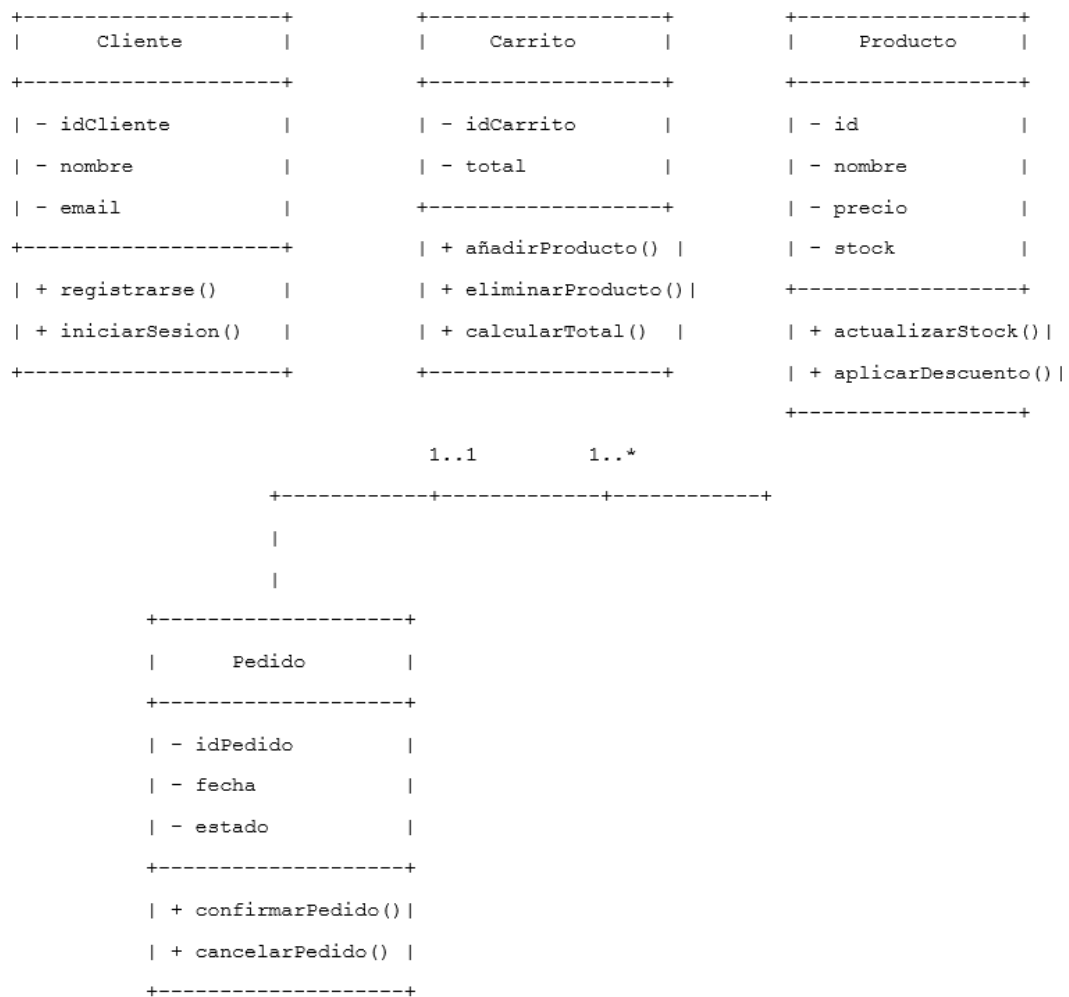 +---------------------+ +--------------------+ +-------------------+
| Cliente | | Carrito | | Producto |
+---------------------+ +--------------------+ +-------------------+
| - idCliente | | - idCarrito | | - id |
| - nombre | | - total | | - nombre |
| - email | +--------------------+ | - precio |
+---------------------+ | + añadirProducto() | | - stock |
| + registrarse() | | + eliminarProducto()| +-------------------+
| + iniciarSesion() | | + calcularTotal() | | + actualizarStock()|
+---------------------+ +--------------------+ | + aplicarDescuento()|
+-------------------+
1..1 1..*
+------------+-------------+------------+
|
|
+--------------------+
| Pedido |
+--------------------+
| - idPedido |
| - fecha |
| - estado |
+--------------------+
| + confirmarPedido()|
| + cancelarPedido() |
+--------------------+